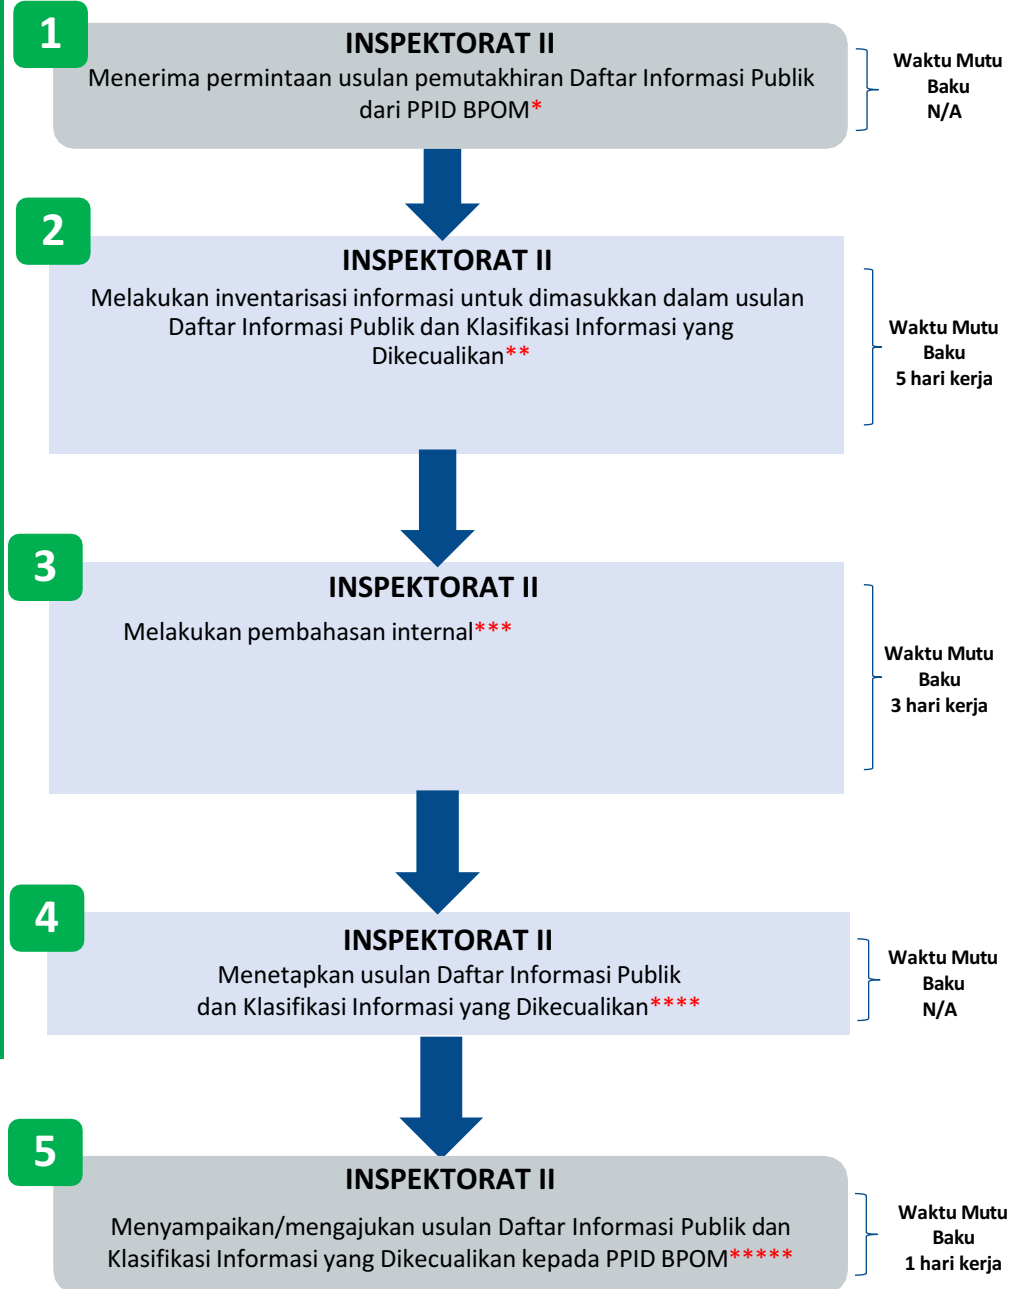 1
INSPEKTORAT II
Menerima permintaan usulan pemutakhiran Daftar Informasi Publik
dari PPID BPOM*
Waktu Mutu
Baku
N/A
2
INSPEKTORAT II
Melakukan inventarisasi informasi untuk dimasukkan dalam usulan
Daftar Informasi Publik dan Klasifikasi Informasi yang
Dikecualikan**
Waktu Mutu
Baku
5 hari kerja
3
INSPEKTORAT II
Melakukan pembahasan internal***
Waktu Mutu
Baku
3 hari kerja
4
INSPEKTORAT II
Menetapkan usulan Daftar Informasi Publik
dan Klasifikasi Informasi yang Dikecualikan****
Waktu Mutu
Baku
N/A
5
INSPEKTORAT II
Menyampaikan/mengajukan usulan Daftar Informasi Publik dan
Klasifikasi Informasi yang Dikecualikan kepada PPID BPOM*****
Waktu Mutu
Baku
1 hari kerja